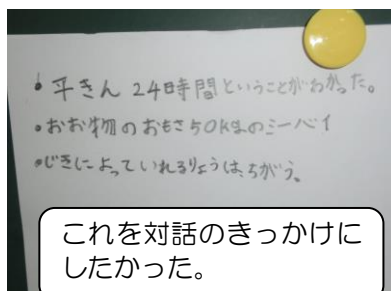 ・平きん 24時間ということがわかった。
・おお物のおもさ50kgのミーバイ
・じきによっていれるりょうは、ちがう。
これを対話のきっかけに
したかった。